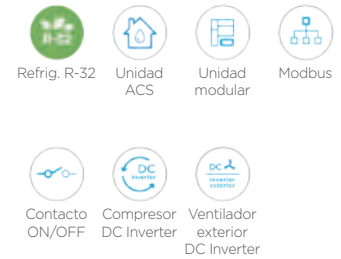 R-32
Refrig. R-32
Unidad
ACS
Unidad
modular
Modbus
Contacto
ON/OFF
DC
Inverter
Compresor
DC Inverter
DC
inverter
exterior
Ventilador
exterior
DC Inverter